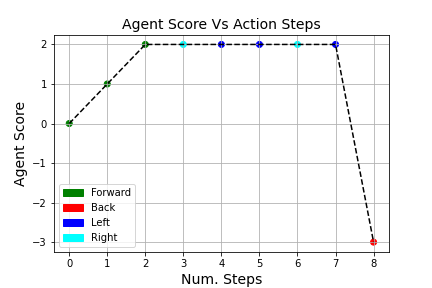 Agent Score Vs Action Steps
Agent Score
2
1
0
−1
−2
−3
Forward
Back
Left
Right
0 1 2 3 4 5 6 7 8
Num. Steps